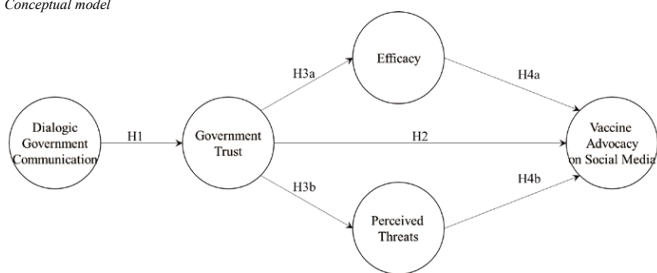 Conceptual model
Efficacy
H3a
H4a
Dialogic
Government
Communication
H1
Government
Trust
H2
Vaccine
Advocacy
on Social Media
H3b
H4b
Perceived
Threats